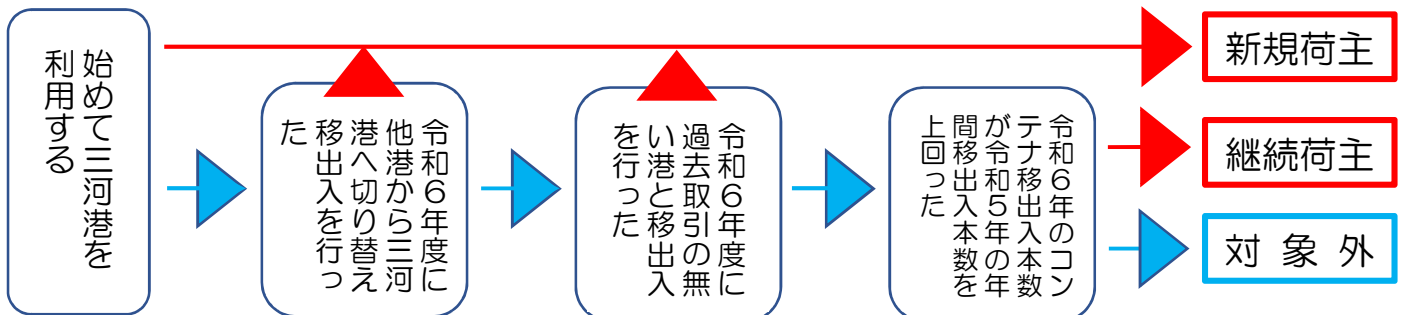 始めて三河港を
利用する
令和６年度に
他港から三河
港へ切り替え
移出入を行っ
た
令和６年度に
過去取引の無
い港と移出入
を行った
令和６年のコン
テナ移出入本数
が令和５年の年
間移出入本数を
上回った
新規荷主
継続荷主
対 象 外